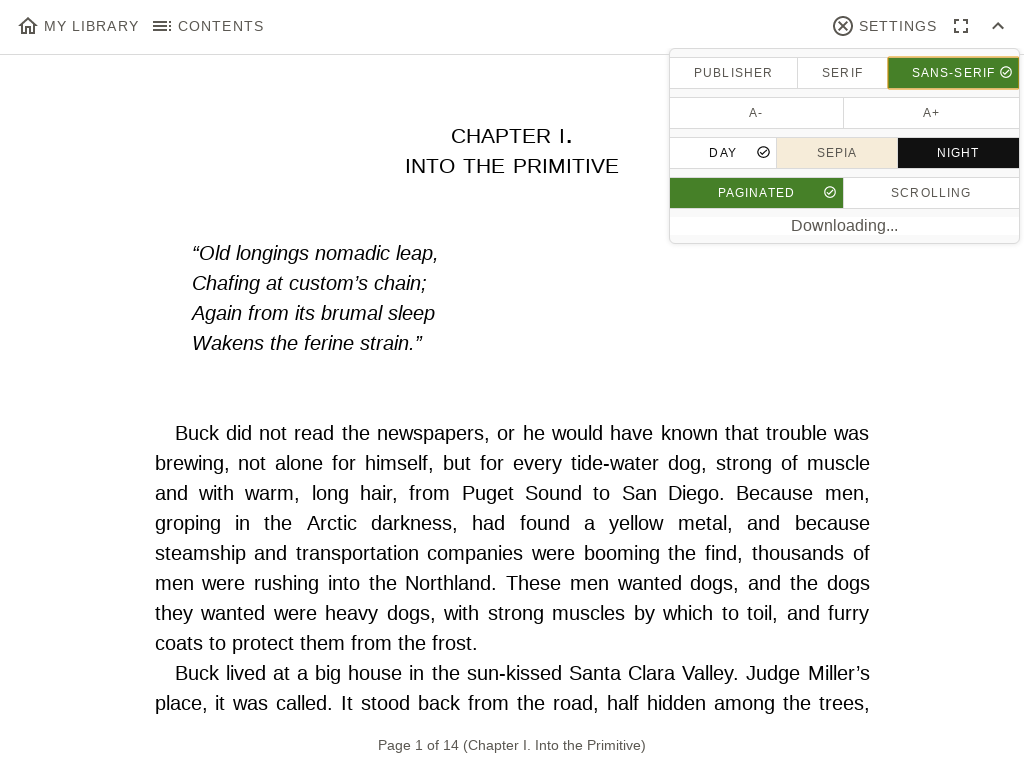 MY LIBRARY CONTENTS SETTINGS
PUBLISHER SERIF SANS-SERIF
A- A+
DAY SEPIA NIGHT
PAGINATED SCROLLING
Downloading...
CHAPTER I.
INTO THE PRIMITIVE
“Old longings nomadic leap,
Chafing at custom’s chain;
Again from its brumal sleep
Wakens the ferine strain.”
Buck did not read the newspapers, or he would have known that trouble was
brewing, not alone for himself, but for every tide-water dog, strong of muscle
and with warm, long hair, from Puget Sound to San Diego. Because men,
groping in the Arctic darkness, had found a yellow metal, and because
steamship and transportation companies were booming the find, thousands of
men were rushing into the Northland. These men wanted dogs, and the dogs
they wanted were heavy dogs, with strong muscles by which to toil, and furry
coats to protect them from the frost.
Buck lived at a big house in the sun-kissed Santa Clara Valley. Judge Miller’s
place, it was called. It stood back from the road, half hidden among the trees,
Page 1 of 14 (Chapter I. Into the Primitive)